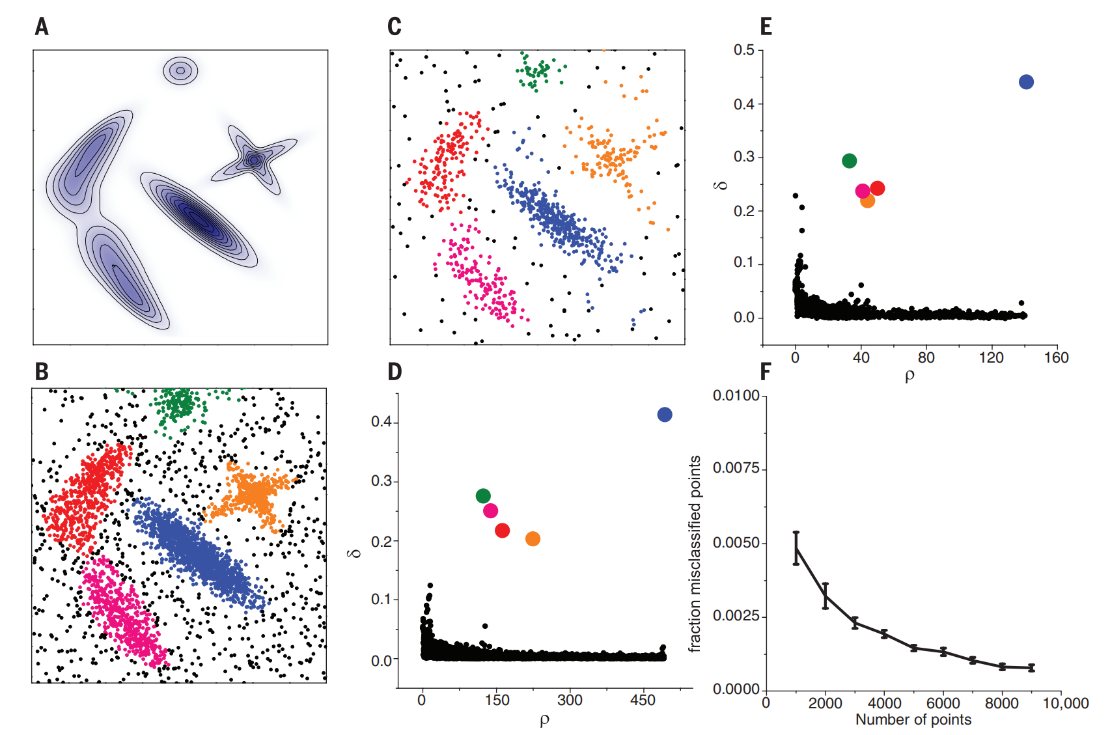 A
C
E
0.5
0.4
0.3
0.2
0.1
0.0
δ
0
40
80
120
160
ρ
B
D
0.4
0.3
0.2
0.1
0.0
δ
0
150
300
450
ρ
F
0.0100
0.0075
0.0050
0.0025
0.0000
fraction misclassified points
0
2000
4000
6000
8000
10,000
Number of points